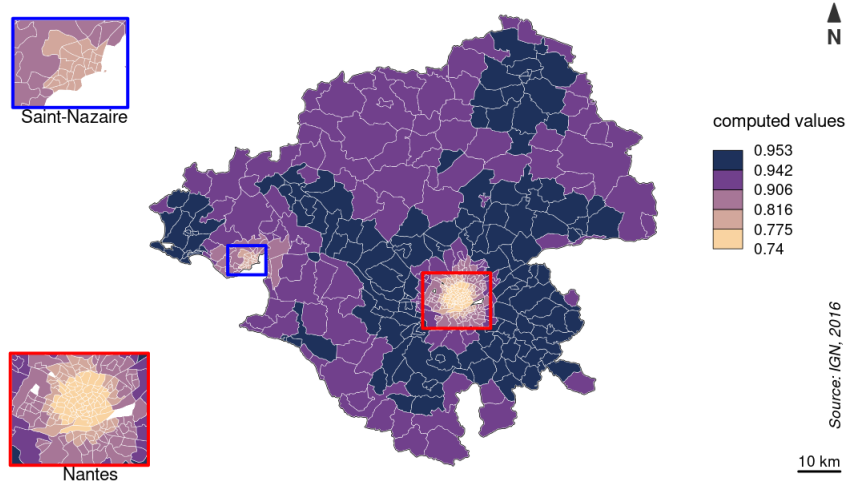 N
Saint-Nazaire
computed values
0.953
0.942
0.906
0.816
0.775
0.74
Source: IGN, 2016
10 km
Nantes